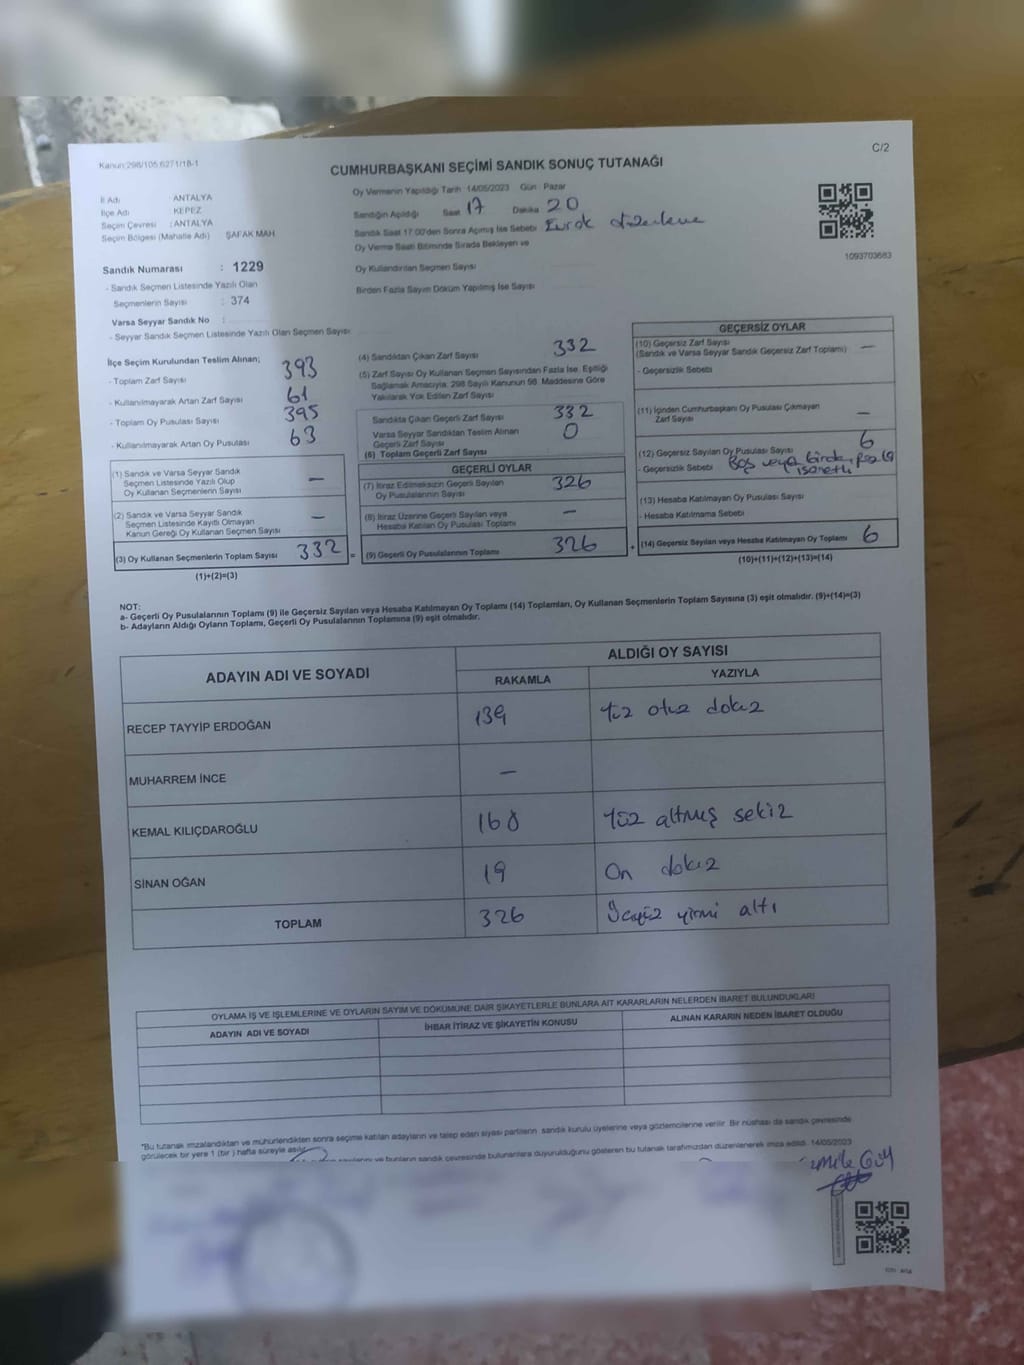 Kanun:298/105,6271/18-1
C/2
CUMHURBAŞKANI SEÇİMİ SANDIK SONUÇ TUTANAĞI
İl Adı : ANTALYA
İlçe Adı : KEPEZ
Seçim Çevresi : ANTALYA
Seçim Bölgesi (Mahalle Adı) ŞAFAK MAH
Sandık Numarası : 1229
- Sandık Seçmen Listesinde Yazılı Olan
Seçmenlerin Sayısı : 374
Varsa Seyyar Sandık No :
- Seyyar Sandık Seçmen Listesinde Yazılı Olan Seçmen Sayısı
Oy Vermenin Yapıldığı Tarih 14/05/2023 Gün : Pazar
Sandığın Açıldığı Saat 17 Dakika 20
Sandık Saat 17:00'den Sonra Açımış İse Sebebi Evrak düzenleme
Oy Verme Saati Bitiminde Sırada Bekleyen ve
Oy Kullandırılan Seçmen Sayısı
Birden Fazla Sayım Döküm Yapılmış İse Sayısı
1093703683
İlçe Seçim Kurulundan Teslim Alınan;
- Toplam Zarf Sayısı 393
- Kullanılmayarak Artan Zarf Sayısı 61
- Toplam Oy Pusulası Sayısı 395
- Kullanılmayarak Artan Oy Pusulası 63
(1) Sandık ve Varsa Seyyar Sandık
Seçmen Listesinde Yazılı Olup
Oy Kullanan Seçmenlerin Sayısı —
(2) Sandık ve Varsa Seyyar Sandık
Seçmen Listesinde Kayıtlı Olmayan
Kanun Gereği Oy Kullanan Seçmen Sayısı —
(3) Oy Kullanan Seçmenlerin Toplam Sayısı 332 =
(1)+(2)=(3)
(4) Sandıktan Çıkan Zarf Sayısı 332
(5) Zarf Sayısı Oy Kullanan Seçmen Sayısından Fazla İse, Eşitliği
Sağlamak Amacıyla; 298 Sayılı Kanunun 98. Maddesine Göre
Yakılarak Yok Edilen Zarf Sayısı
Sandıkta Çıkan Geçerli Zarf Sayısı 332
Varsa Seyyar Sandıktan Teslim Alınan
Geçerli Zarf Sayısı 0
(6) Toplam Geçerli Zarf Sayısı
GEÇERLİ OYLAR
(7) İtiraz Edilmeksizin Geçerli Sayılan
Oy Pusulalarının Sayısı 326
(8) İtiraz Üzerine Geçerli Sayılan veya
Hesaba Katılan Oy Pusulası Toplamı —
(9) Geçerli Oy Pusulalarının Toplamı 326 +
GEÇERSİZ OYLAR
(10) Geçersiz Zarf Sayısı
(Sandık ve Varsa Seyyar Sandık Geçersiz Zarf Toplamı) —
- Geçersizlik Sebebi
(11) İçinden Cumhurbaşkanı Oy Pusulası Çıkmayan
Zarf Sayısı —
(12) Geçersiz Sayılan Oy Pusulası Sayısı 6
- Geçersizlik Sebebi Boş veya birden fazla
işaretli
(13) Hesaba Katılmayan Oy Pusulası Sayısı
- Hesaba Katılmama Sebebi
(14) Geçersiz Sayılan veya Hesaba Katılmayan Oy Toplamı 6
(10)+(11)+(12)+(13)=(14)
NOT:
a- Geçerli Oy Pusulalarının Toplamı (9) ile Geçersiz Sayılan veya Hesaba Katılmayan Oy Toplamı (14) Toplamları, Oy Kullanan Seçmenlerin Toplam Sayısına (3) eşit olmalıdır. (9)+(14)=(3)
b- Adayların Aldığı Oyların Toplamı, Geçerli Oy Pusulalarının Toplamına (9) eşit olmalıdır.
ADAYIN ADI VE SOYADI ALDIĞI OY SAYISI
RAKAMLA YAZIYLA
RECEP TAYYİP ERDOĞAN 139 Yüz otuz dokuz
MUHARREM İNCE —
KEMAL KILIÇDAROĞLU 168 Yüz altmış sekiz
SİNAN OĞAN 19 On dokuz
TOPLAM 326 Üçyüz yirmi altı
OYLAMA İŞ VE İŞLEMLERİNE VE OYLARIN SAYIM VE DÖKÜMÜNE DAİR ŞİKAYETLERLE BUNLARA AİT KARARLARIN NELERDEN İBARET BULUNDUKLARI
ADAYIN ADI VE SOYADI İHBAR İTİRAZ VE ŞİKAYETİN KONUSU ALINAN KARARIN NEDEN İBARET OLDUĞU
*Bu tutanak imzalandıktan ve mühürlendikten sonra seçime katılan adayların ve talep eden siyasi partilerin sandık kurulu üyelerine veya gözlemcilerine verilir. Bir nüshası da sandık çevresinde
görülecek bir yere 1 (bir ) hafta süreyle asılır.
sayılarını ve bunların sandık çevresinde bulunanlara duyurulduğunu gösteren bu tutanak tarafımızdan düzenlenerek imza edildi. 14/05/2023